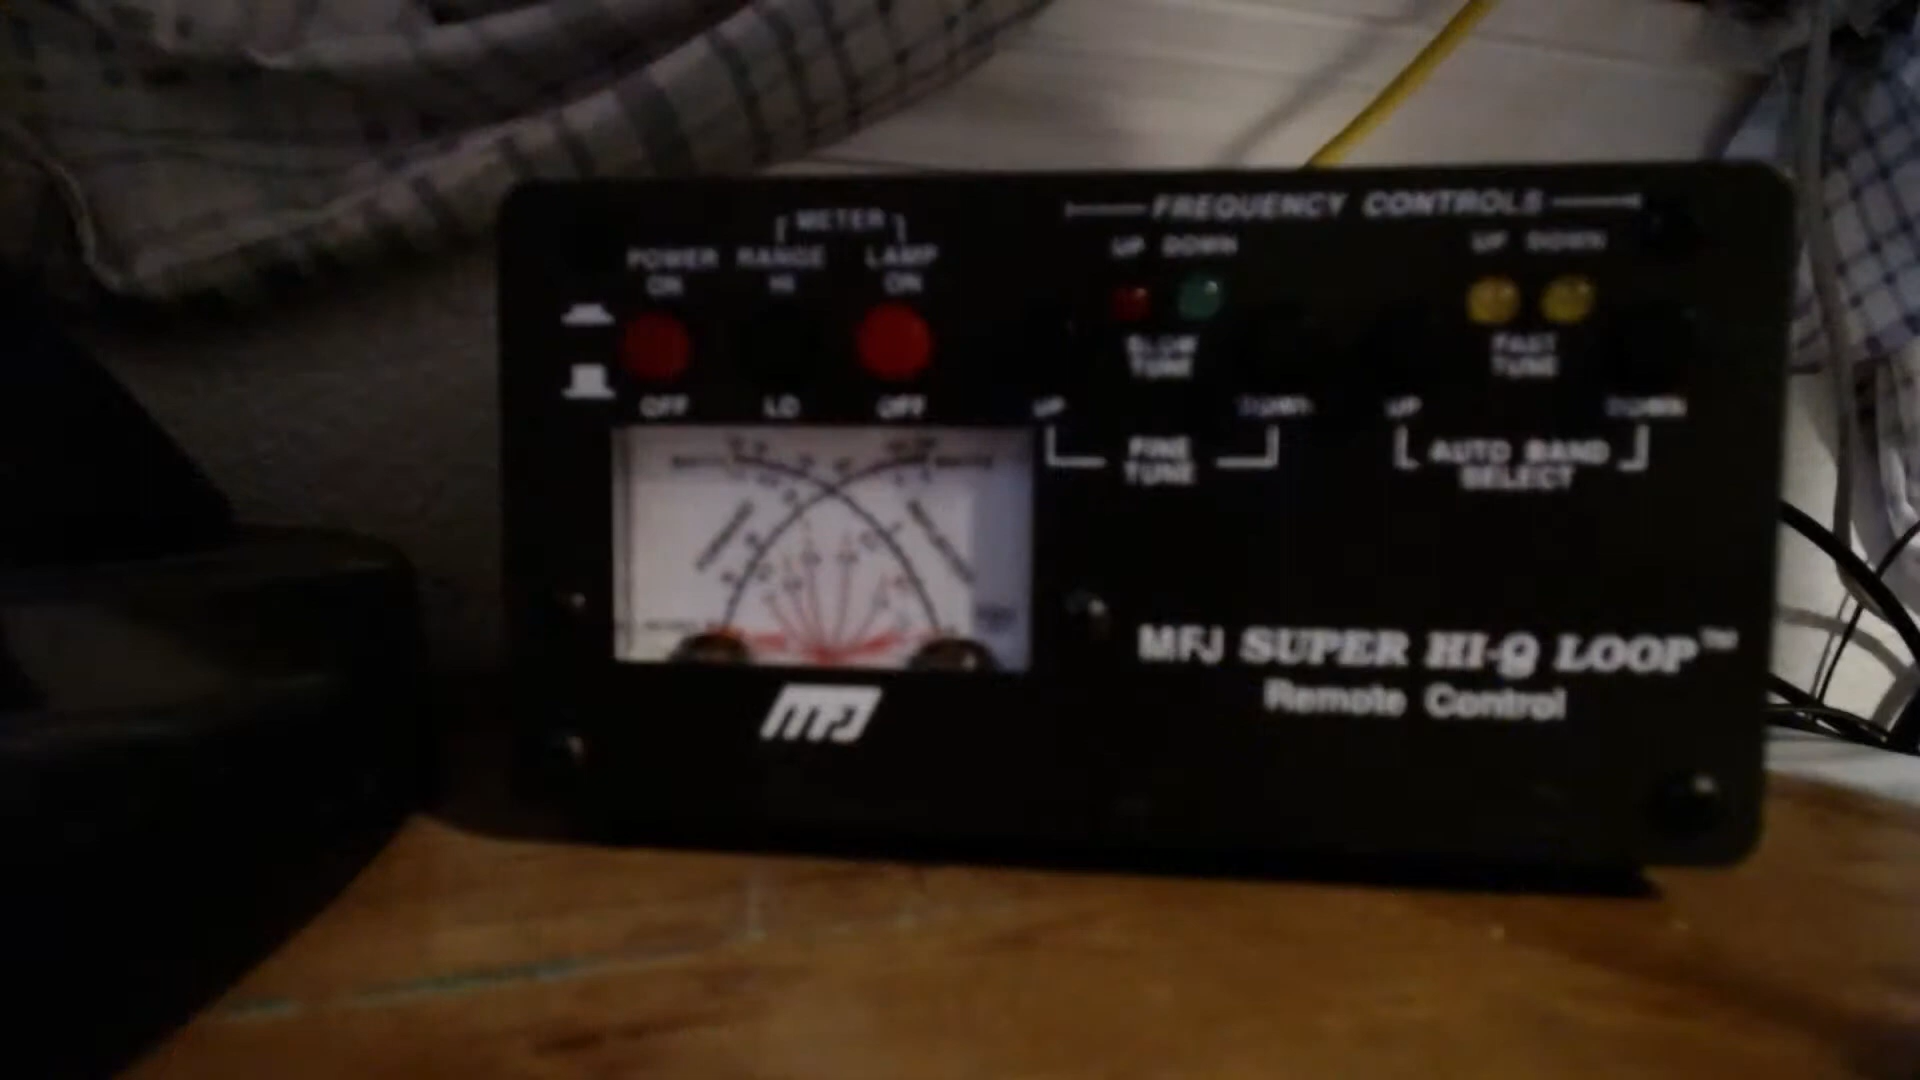 METER
POWER RANGE LAMP
ON HI ON
OFF LO OFF
FREQUENCY CONTROLS
UP DOWN UP DOWN
SLOW TUNE
FAST TUNE
UP DOWN UP DOWN
FINE TUNE
AUTO BAND SELECT
MFJ SUPER HI-Q LOOP™
Remote Control
MFJ